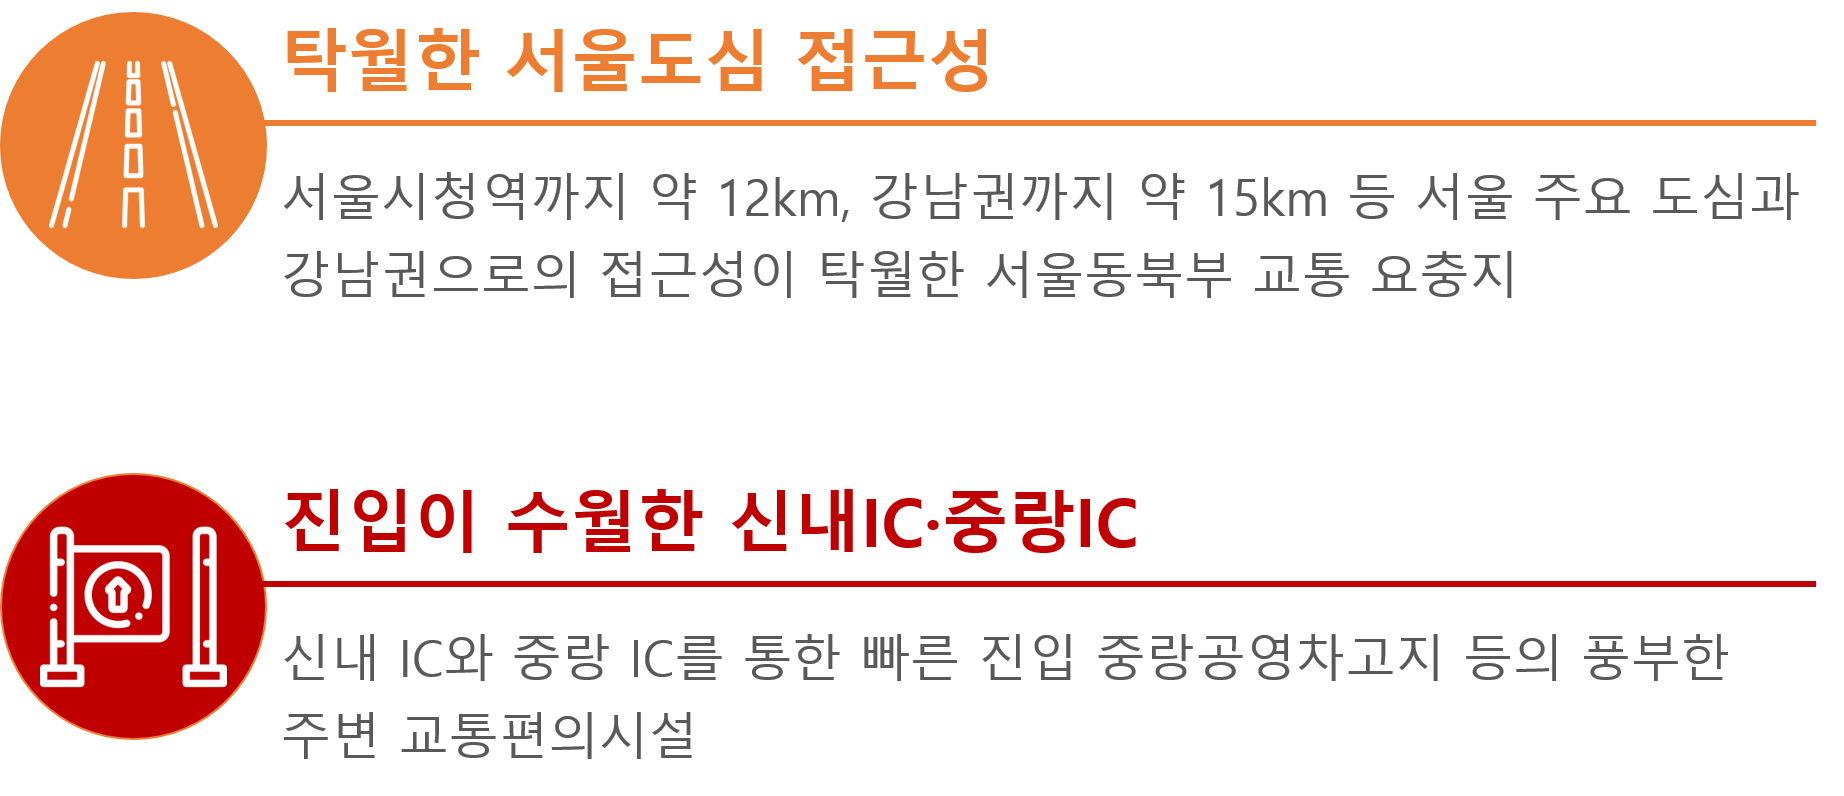 탁월한 서울도심 접근성
서울시청역까지 약 12km, 강남권까지 약 15km 등 서울 주요 도심과
강남권으로의 접근성이 탁월한 서울동북부 교통 요충지
진입이 수월한 신내IC·중랑IC
신내 IC와 중랑 IC를 통한 빠른 진입 중랑공영차고지 등의 풍부한
주변 교통편의시설